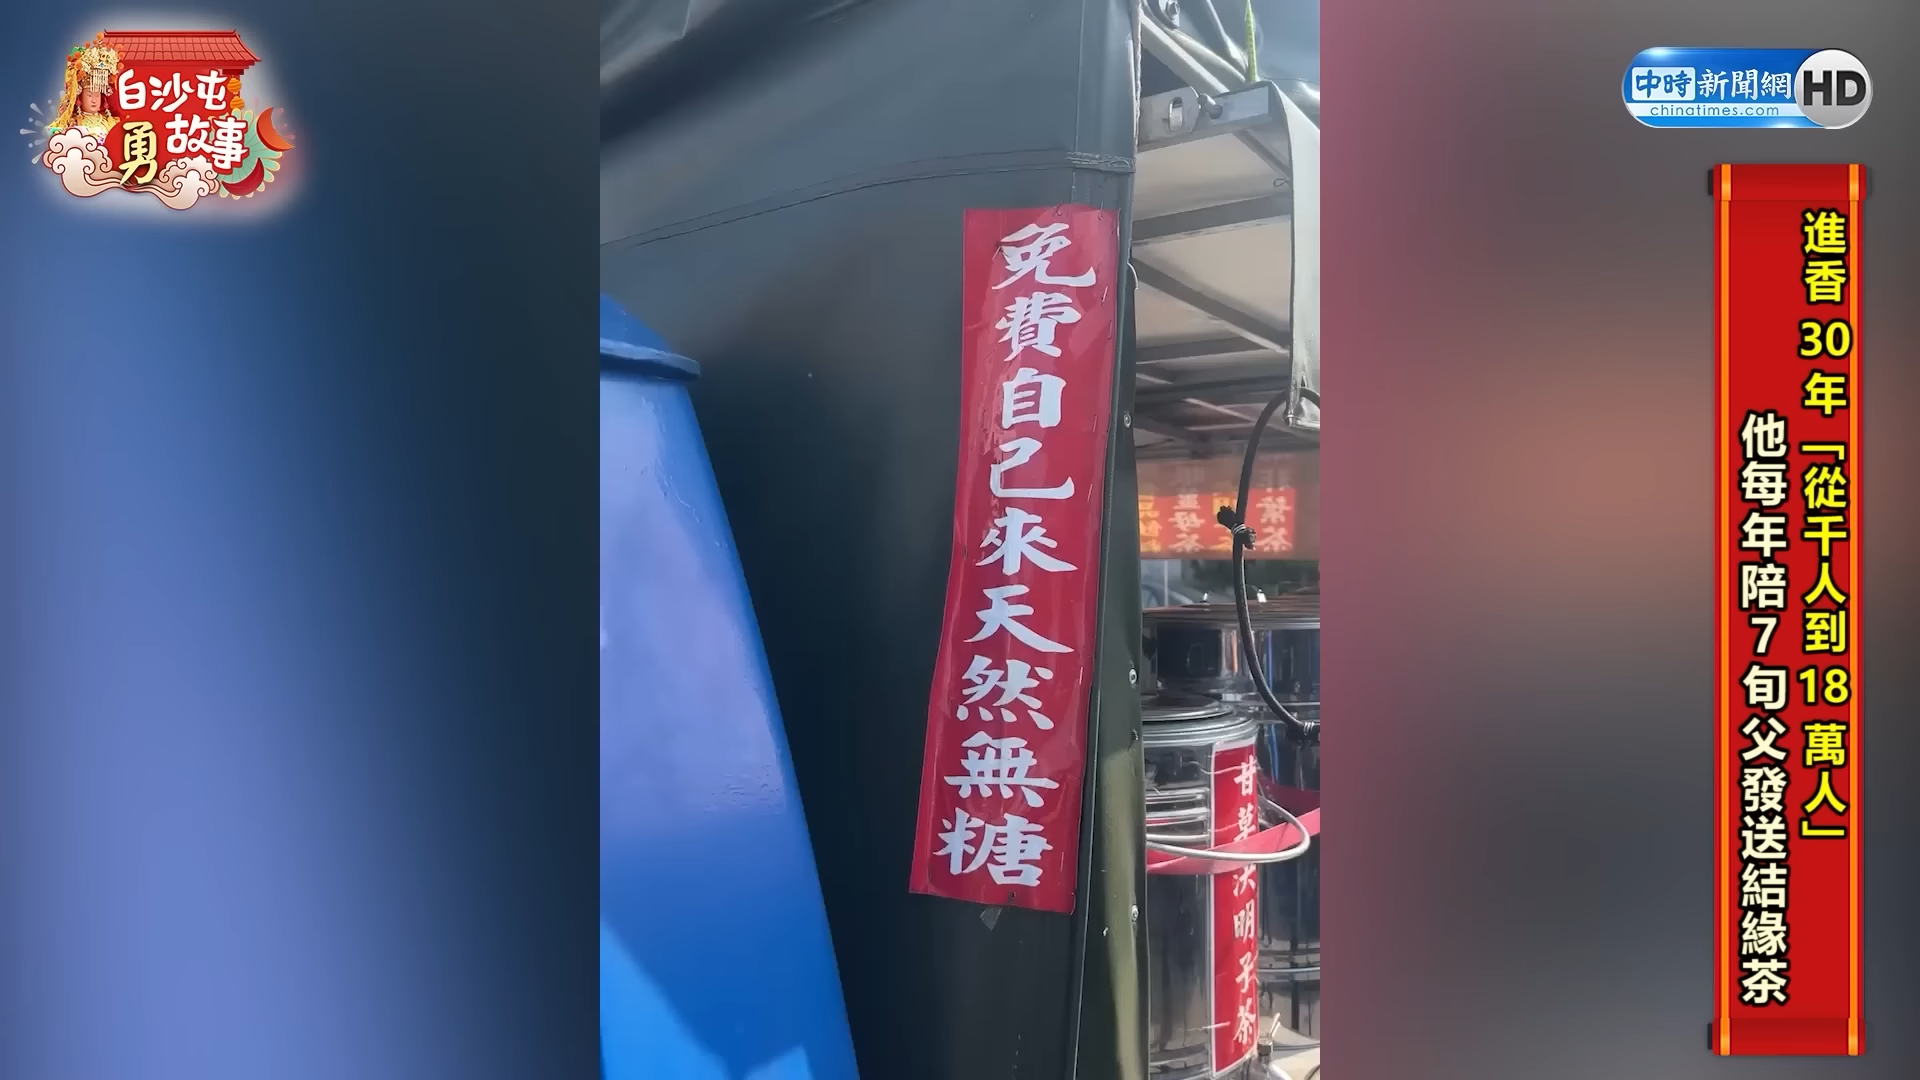 白沙屯
勇故事
中時新聞網 HD
chinatimes.com
進香30年「從千人到18萬人」
他每年陪7旬父發送結緣茶
免費自己來天然無糖
甘草決明子茶